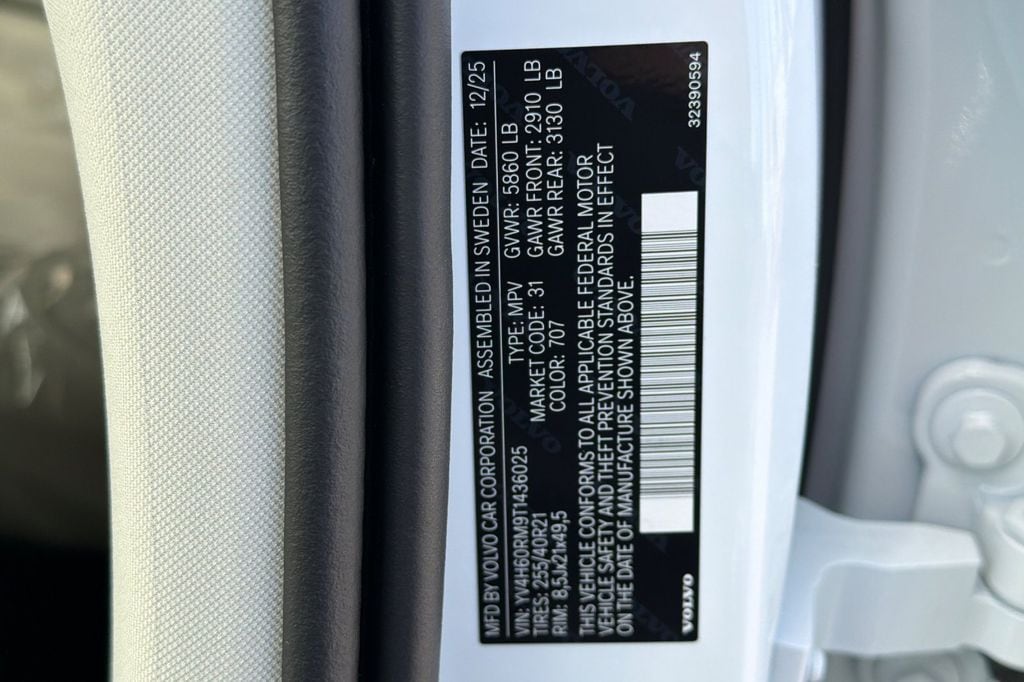 MFD BY VOLVO CAR CORPORATION ASSEMBLED IN SWEDEN DATE: 12/25
VIN: YV4H60RM9T1436025 TYPE: MPV GVWR: 5860 LB
TIRES: 255/40R21 MARKET CODE: 31 GAWR FRONT: 2910 LB
RIM: 8,5Jx21x49,5 COLOR: 707 GAWR REAR: 3130 LB
THIS VEHICLE CONFORMS TO ALL APPLICABLE FEDERAL MOTOR
VEHICLE SAFETY AND THEFT PREVENTION STANDARDS IN EFFECT
ON THE DATE OF MANUFACTURE SHOWN ABOVE.
VOLVO 32390594